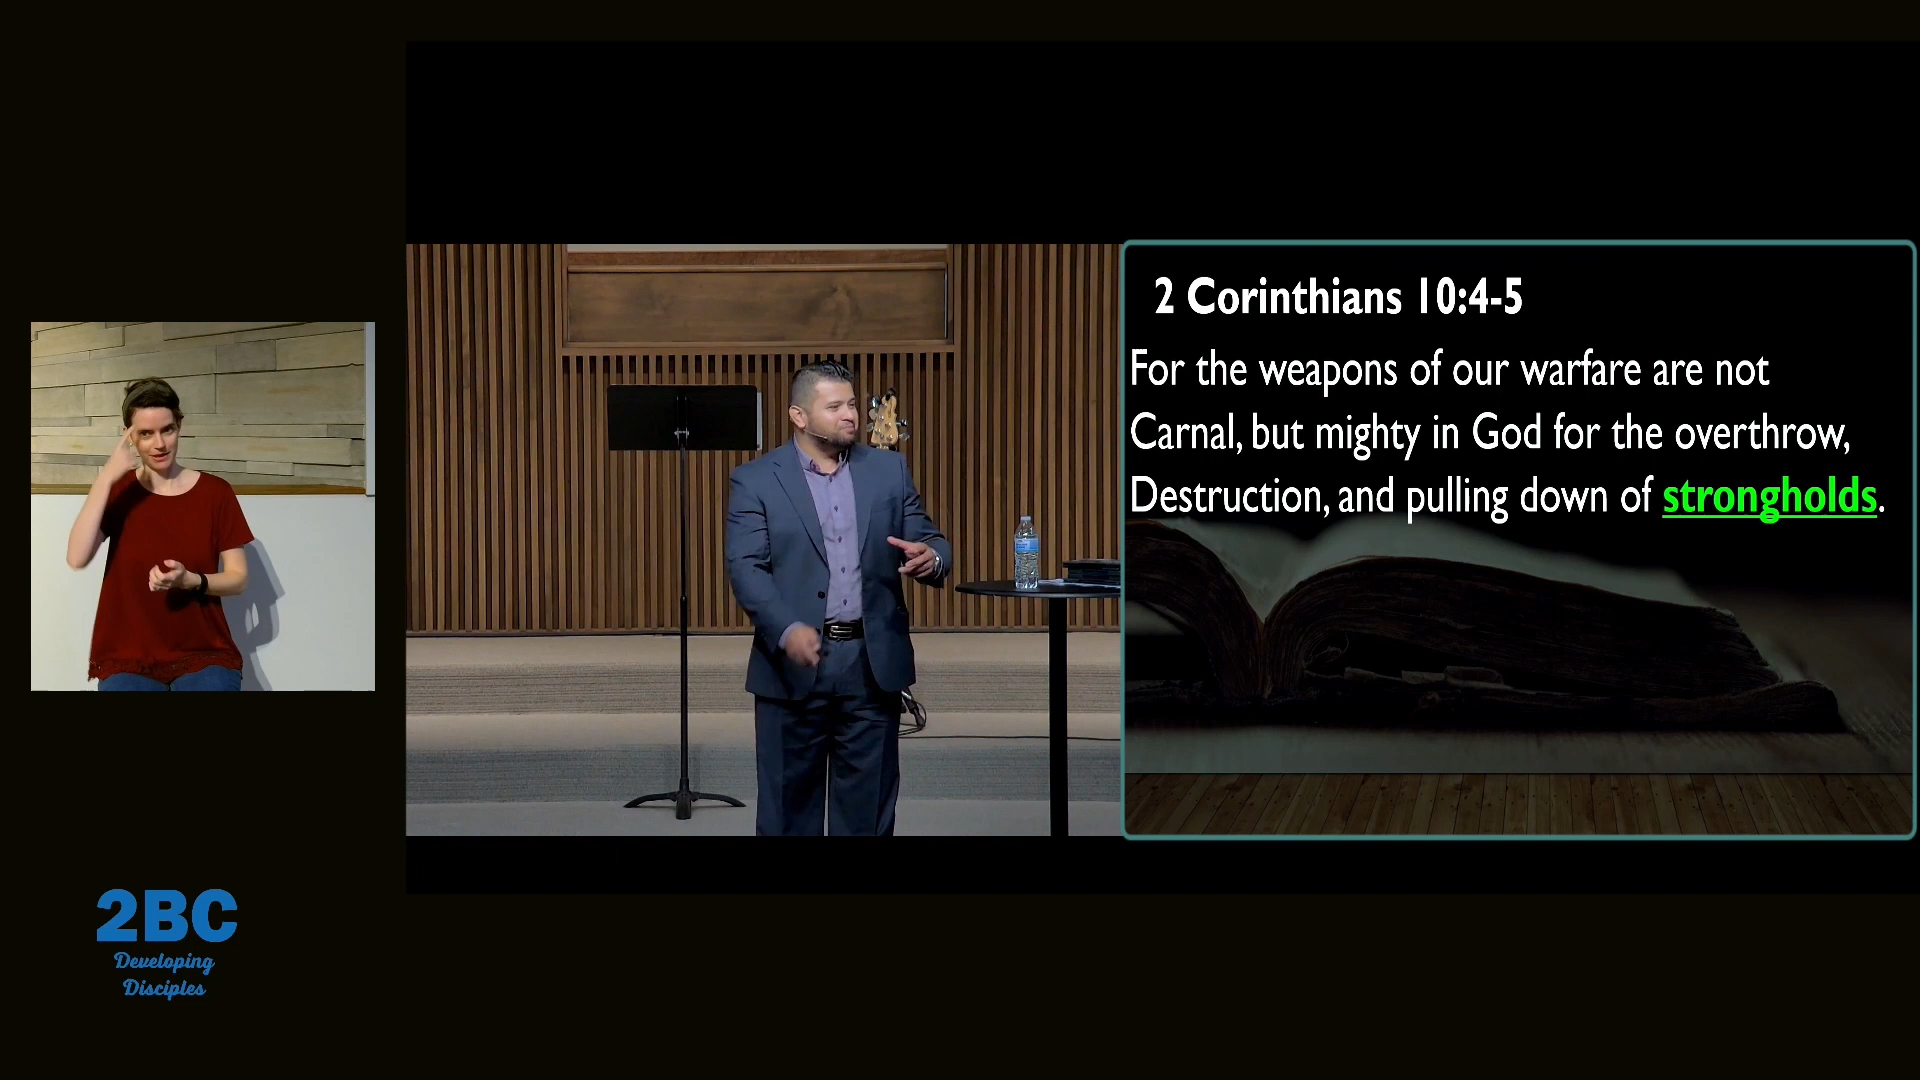 2 Corinthians 10:4-5
For the weapons of our warfare are not
Carnal, but mighty in God for the overthrow,
Destruction, and pulling down of strongholds.
2BC
Developing
Disciples